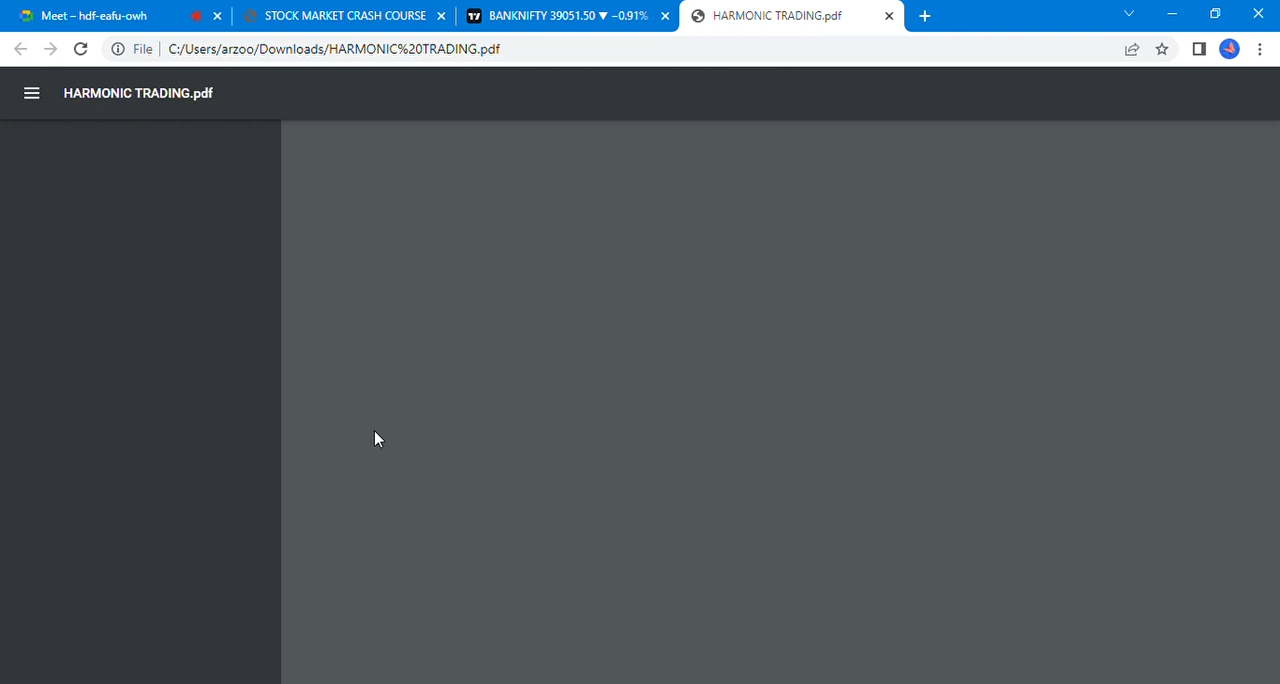 Meet – hdf-eafu-owh
STOCK MARKET CRASH COURSE
BANKNIFTY 39051.50 ▼ −0.91%
HARMONIC TRADING.pdf
File
C:/Users/arzoo/Downloads/HARMONIC%20TRADING.pdf
HARMONIC TRADING.pdf